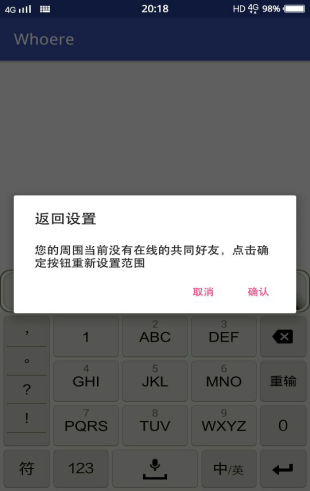 4G 20:18 HD 4G 98%
Whoere
返回设置
您的周围当前没有在线的共同好友，点击确
定按钮重新设置范围
取消 确认
， 1 2 ABC 3 DEF
。 4 GHI 5 JKL 6 MNO 重输
?
! 7 PQRS 8 TUV 9 WXYZ 0
符 123 中/英